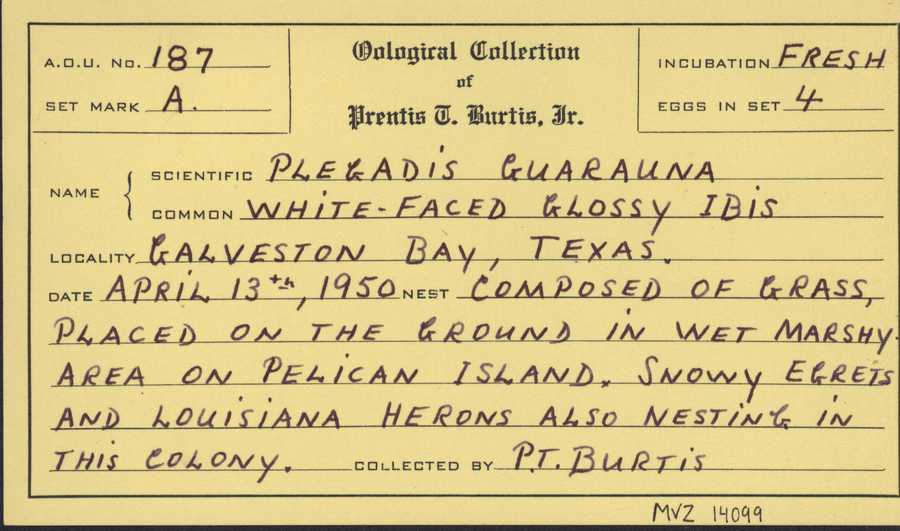 A.O.U. No. 187
SET MARK A.
Oological Collection
of
Prentis T. Burtis, Jr.
INCUBATION FRESH
EGGS IN SET 4
NAME
SCIENTIFIC PLEGADIS GUARAUNA
COMMON WHITE-FACED GLOSSY IBIS
LOCALITY GALVESTON BAY, TEXAS.
DATE APRIL 13th, 1950 NEST COMPOSED OF GRASS,
PLACED ON THE GROUND IN WET MARSHY
AREA ON PELICAN ISLAND. SNOWY EGRETS
AND LOUISIANA HERONS ALSO NESTING IN
THIS COLONY. COLLECTED BY P.T. BURTIS
MVZ 14099